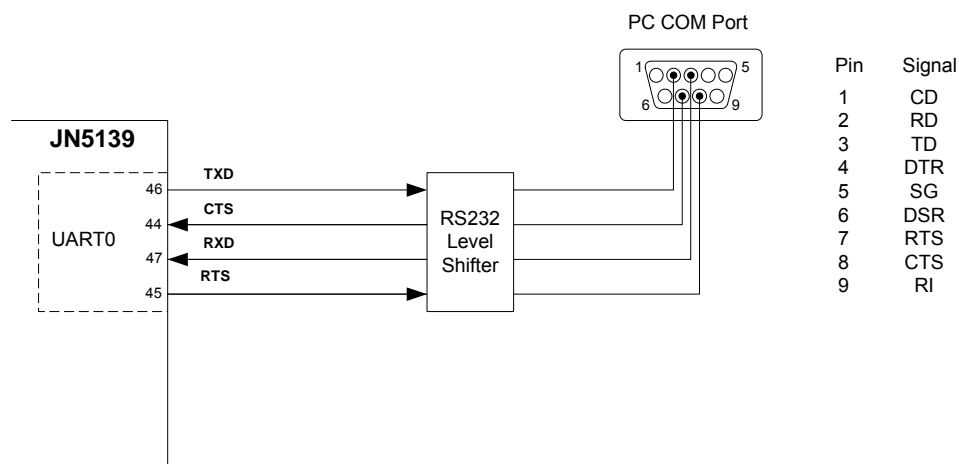 PC COM Port
1
5
6
9
Pin Signal
1 CD
2 RD
3 TD
4 DTR
5 SG
6 DSR
7 RTS
8 CTS
9 RI
JN5139
UART0
46
TXD
44
CTS
47
RXD
45
RTS
RS232
Level
Shifter